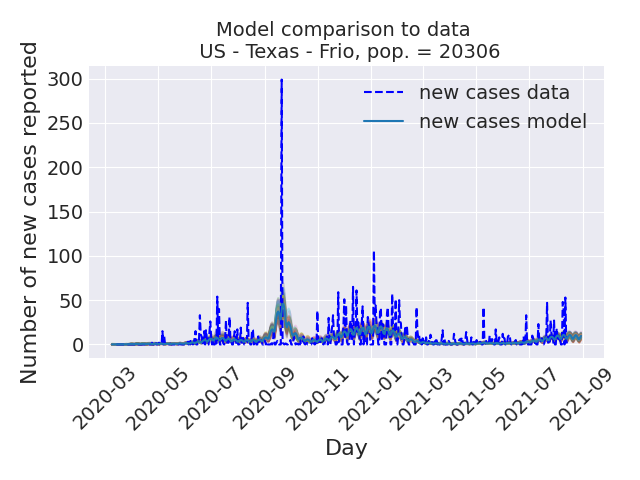 Model comparison to data
US - Texas - Frio, pop. = 20306
new cases data
new cases model
Number of new cases reported
300
250
200
150
100
50
0
2020-03
2020-05
2020-07
2020-09
2020-11
2021-01
2021-03
2021-05
2021-07
2021-09
Day